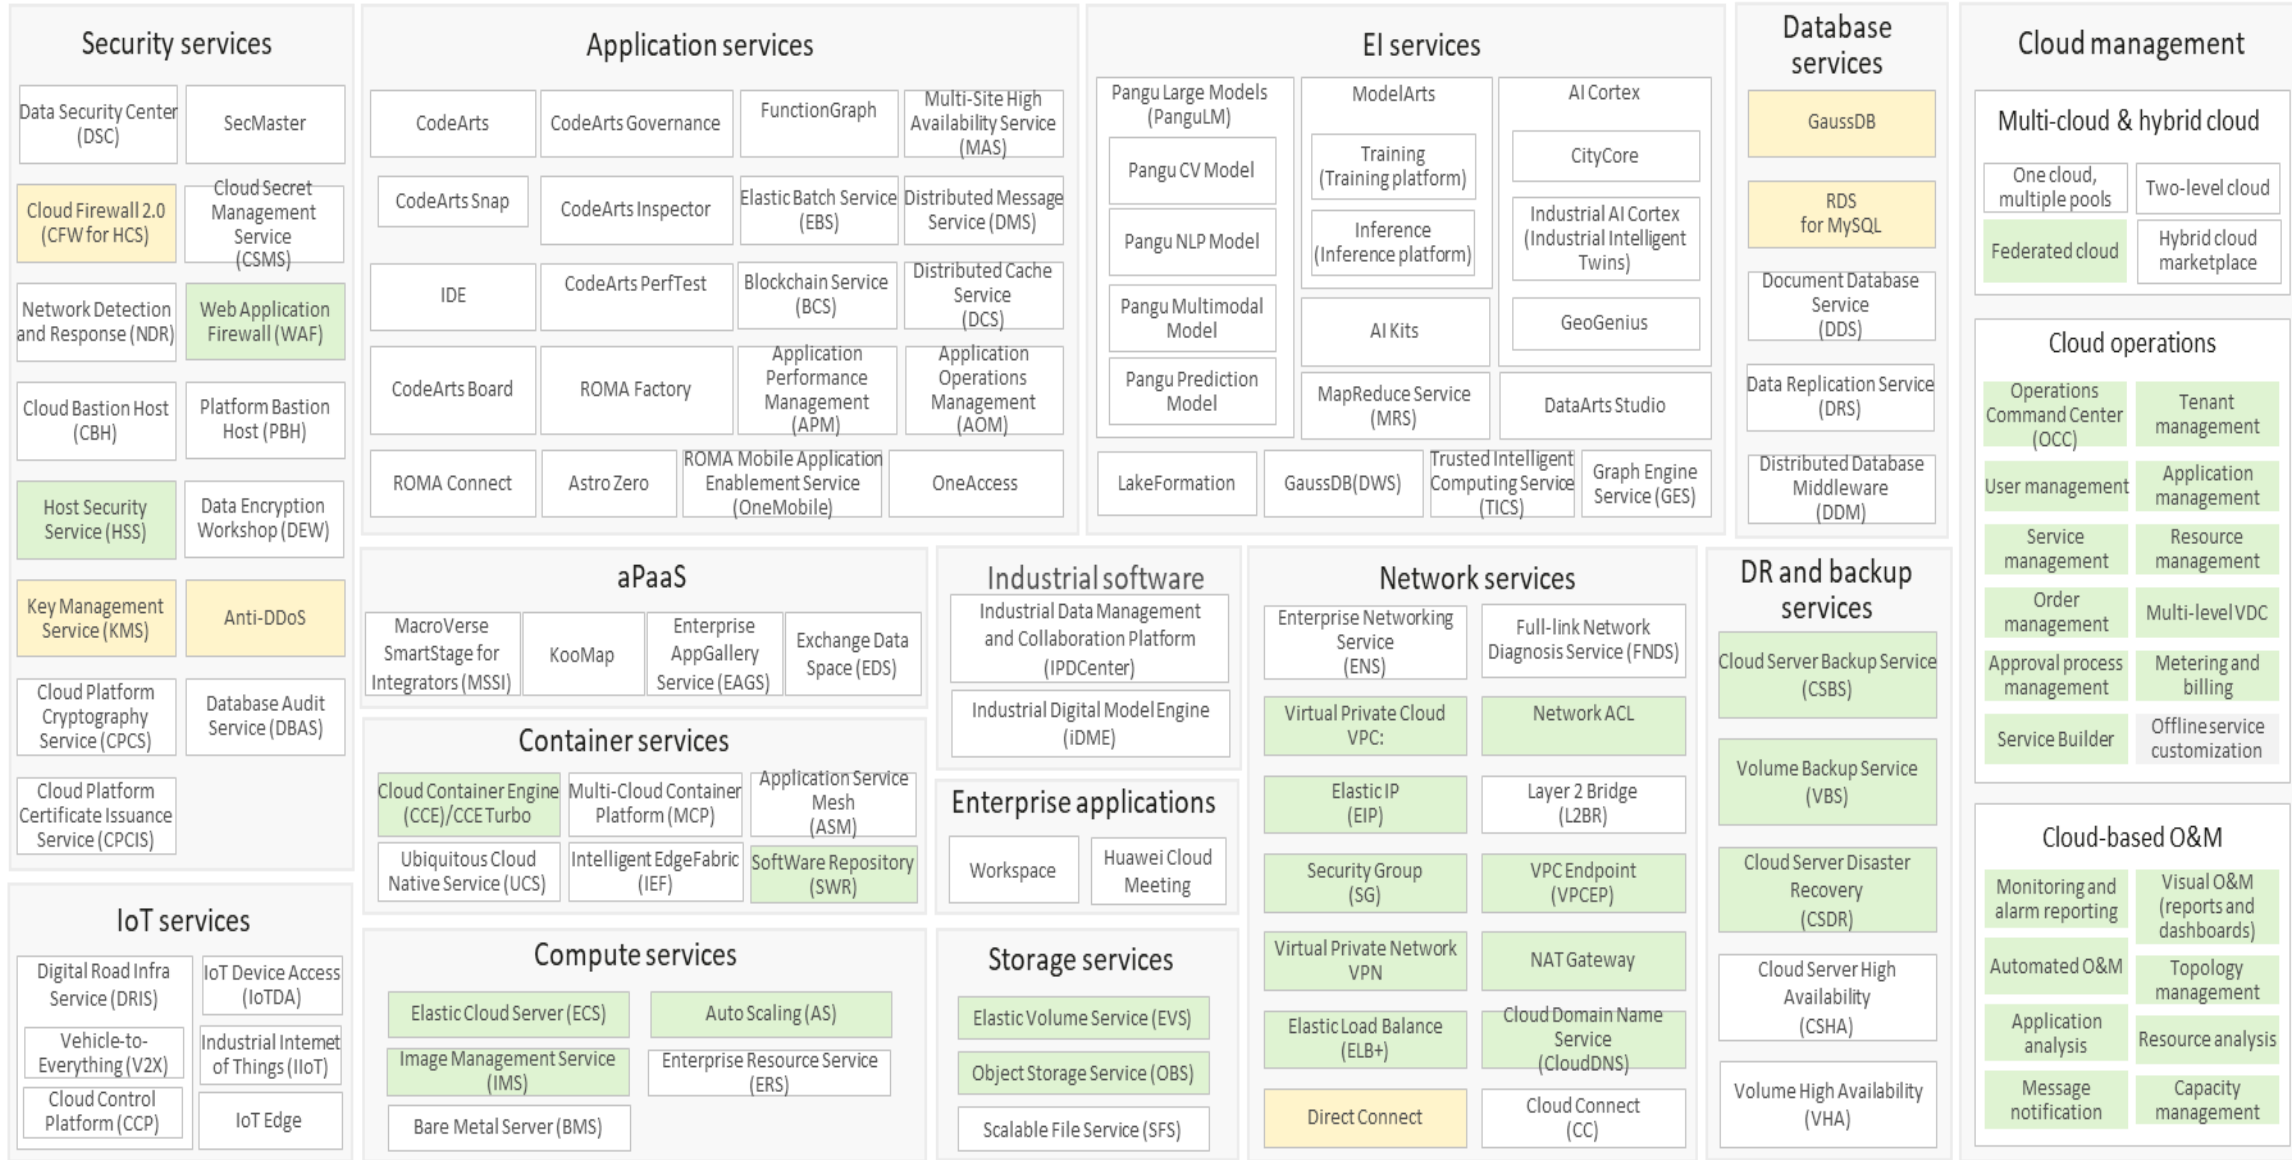 Security services
Data Security Center
(DSC)
SecMaster
Cloud Firewall 2.0
(CFW for HCS)
Cloud Secret
Management
Service
(CSMS)
Network Detection
and Response (NDR)
Web Application
Firewall (WAF)
Cloud Bastion Host
(CBH)
Platform Bastion
Host (PBH)
Host Security
Service (HSS)
Data Encryption
Workshop (DEW)
Key Management
Service (KMS)
Anti-DDoS
Cloud Platform
Cryptography
Service (CPCS)
Database Audit
Service (DBAS)
Cloud Platform
Certificate Issuance
Service (CPCIS)
IoT services
Digital Road Infra
Service (DRIS)
Vehicle-to-
Everything (V2X)
Cloud Control
Platform (CCP)
IoT Device Access
(IoTDA)
Industrial Internet
of Things (IIoT)
IoT Edge
Application services
CodeArts
CodeArts Governance
FunctionGraph
Multi-Site High
Availability Service
(MAS)
CodeArts Snap
CodeArts Inspector
Elastic Batch Service
(EBS)
Distributed Message
Service (DMS)
IDE
CodeArts PerfTest
Blockchain Service
(BCS)
Distributed Cache
Service
(DCS)
CodeArts Board
ROMA Factory
Application
Performance
Management
(APM)
Application
Operations
Management
(AOM)
ROMA Connect
Astro Zero
ROMA Mobile Application
Enablement Service
(OneMobile)
OneAccess
EI services
Pangu Large Models
(PanguLM)
Pangu CV Model
Pangu NLP Model
Pangu Multimodal
Model
Pangu Prediction
Model
ModelArts
Training
(Training platform)
Inference
(Inference platform)
AI Kits
MapReduce Service
(MRS)
AI Cortex
CityCore
Industrial AI Cortex
(Industrial Intelligent
Twins)
GeoGenius
DataArts Studio
LakeFormation
GaussDB(DWS)
Trusted Intelligent
Computing Service
(TICS)
Graph Engine
Service (GES)
Database
services
GaussDB
RDS
for MySQL
Document Database
Service
(DDS)
Data Replication Service
(DRS)
Distributed Database
Middleware
(DDM)
aPaaS
MacroVerse
SmartStage for
Integrators (MSSI)
KooMap
Enterprise
AppGallery
Service (EAGS)
Exchange Data
Space (EDS)
Container services
Cloud Container Engine
(CCE)/CCE Turbo
Multi-Cloud Container
Platform (MCP)
Application Service
Mesh
(ASM)
Ubiquitous Cloud
Native Service (UCS)
Intelligent EdgeFabric
(IEF)
SoftWare Repository
(SWR)
Compute services
Elastic Cloud Server (ECS)
Auto Scaling (AS)
Image Management Service
(IMS)
Enterprise Resource Service
(ERS)
Bare Metal Server (BMS)
Industrial software
Industrial Data Management
and Collaboration Platform
(IPDCenter)
Industrial Digital Model Engine
(iDME)
Enterprise applications
Workspace
Huawei Cloud
Meeting
Storage services
Elastic Volume Service (EVS)
Object Storage Service (OBS)
Scalable File Service (SFS)
Network services
Enterprise Networking
Service
(ENS)
Full-link Network
Diagnosis Service (FNDS)
Virtual Private Cloud
VPC:
Network ACL
Elastic IP
(EIP)
Layer 2 Bridge
(L2BR)
Security Group
(SG)
VPC Endpoint
(VPCEP)
Virtual Private Network
VPN
NAT Gateway
Elastic Load Balance
(ELB+)
Cloud Domain Name
Service
(CloudDNS)
Direct Connect
Cloud Connect
(CC)
DR and backup
services
Cloud Server Backup Service
(CSBS)
Volume Backup Service
(VBS)
Cloud Server Disaster
Recovery
(CSDR)
Cloud Server High
Availability
(CSHA)
Volume High Availability
(VHA)
Cloud management
Multi-cloud & hybrid cloud
One cloud,
multiple pools
Two-level cloud
Federated cloud
Hybrid cloud
marketplace
Cloud operations
Operations
Command Center
(OCC)
Tenant
management
User management
Application
management
Service
management
Resource
management
Order
management
Multi-level VDC
Approval process
management
Metering and
billing
Service Builder
Offline service
customization
Cloud-based O&M
Monitoring and
alarm reporting
Visual O&M
(reports and
dashboards)
Automated O&M
Topology
management
Application
analysis
Resource analysis
Message
notification
Capacity
management